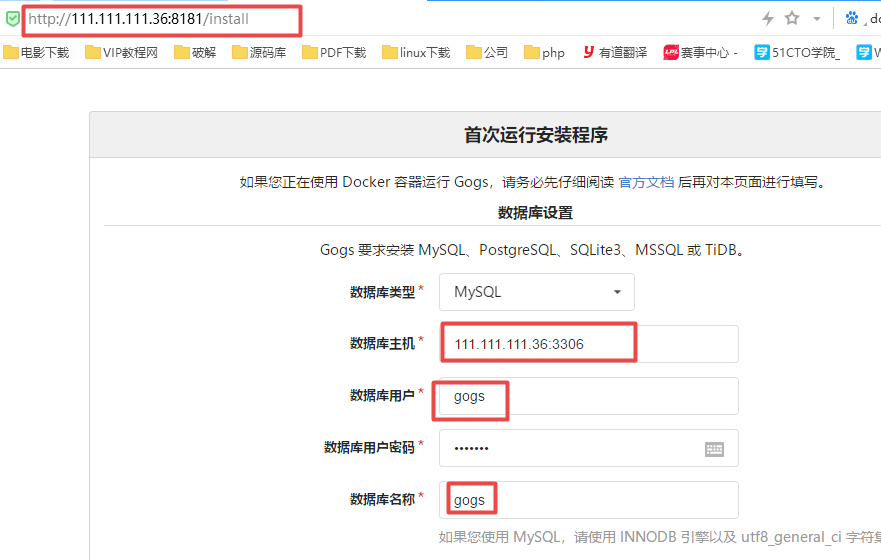 http://111.111.111.36:8181/install
电影下载 VIP教程网 破解 源码库 PDF下载 linux下载 公司 php 有道翻译 LPL 赛事中心 - 学 51CTO学院_ 学
首次运行安装程序
如果您正在使用 Docker 容器运行 Gogs，请务必先仔细阅读 官方文档 后再对本页面进行填写。
数据库设置
Gogs 要求安装 MySQL、PostgreSQL、SQLite3、MSSQL 或 TiDB。
数据库类型* MySQL
数据库主机* 111.111.111.36:3306
数据库用户* gogs
数据库用户密码* •••••••
数据库名称* gogs
如果您使用 MySQL，请使用 INNODB 引擎以及 utf8_general_ci 字符集